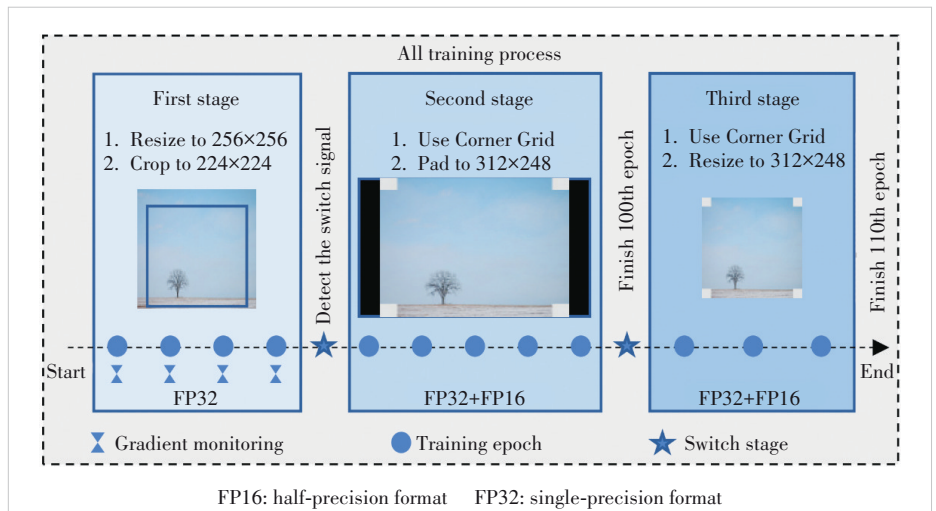 All training process
First stage
1. Resize to 256×256
2. Crop to 224×224
FP32
Detect the switch signal
Second stage
1. Use Corner Grid
2. Pad to 312×248
FP32+FP16
Finish 100th epoch
Third stage
1. Use Corner Grid
2. Resize to 312×248
FP32+FP16
Finish 110th epoch
Start
End
Gradient monitoring
Training epoch
Switch stage
FP16: half-precision format FP32: single-precision format